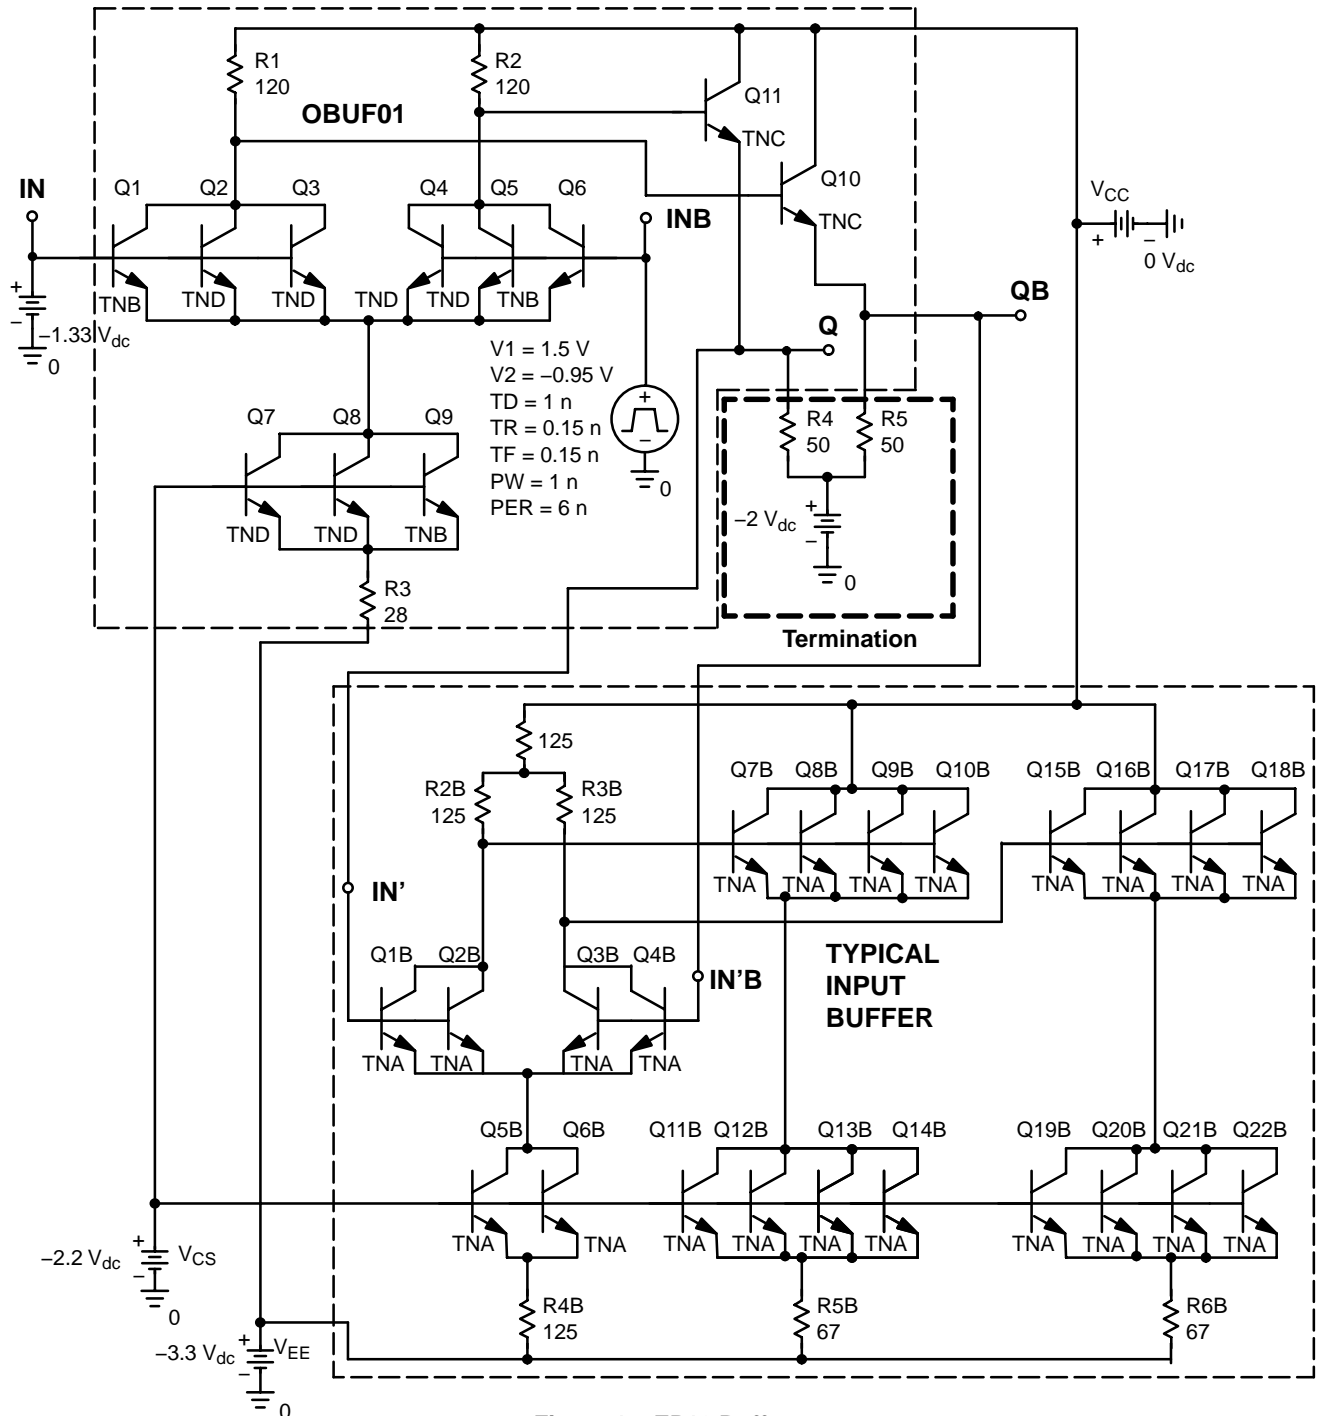 R1
120
R2
120
OBUF01
Q11
TNC
Q10
TNC
IN
Q1
Q2
Q3
Q4
Q5
Q6
INB
TNB
TND
TND
TND
TND
TNB
VCC
+
−
0 Vdc
QB
Q
+
−
−1.33 Vdc
0
V1 = 1.5 V
V2 = −0.95 V
TD = 1 n
TR = 0.15 n
TF = 0.15 n
PW = 1 n
PER = 6 n
+
−
0
R4
50
R5
50
−2 Vdc
+
−
0
Termination
Q7
Q8
Q9
TND
TND
TNB
R3
28
125
R2B
125
R3B
125
Q7B
Q8B
Q9B
Q10B
Q15B
Q16B
Q17B
Q18B
TNA
TNA
TNA
TNA
TNA
TNA
TNA
TNA
IN'
Q1B
Q2B
Q3B
Q4B
IN'B
TYPICAL
INPUT
BUFFER
TNA
TNA
TNA
TNA
Q5B
Q6B
Q11B
Q12B
Q13B
Q14B
Q19B
Q20B
Q21B
Q22B
TNA
TNA
TNA
TNA
TNA
TNA
TNA
TNA
TNA
TNA
−2.2 Vdc
+
−
VCS
0
R4B
125
R5B
67
R6B
67
−3.3 Vdc
+
−
VEE
0